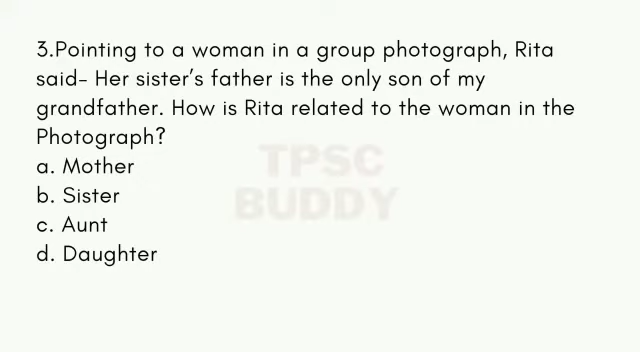 3.Pointing to a woman in a group photograph, Rita
said- Her sister's father is the only son of my
grandfather. How is Rita related to the woman in the
Photograph?
a. Mother
b. Sister
c. Aunt
d. Daughter
TPSC
BUDDY